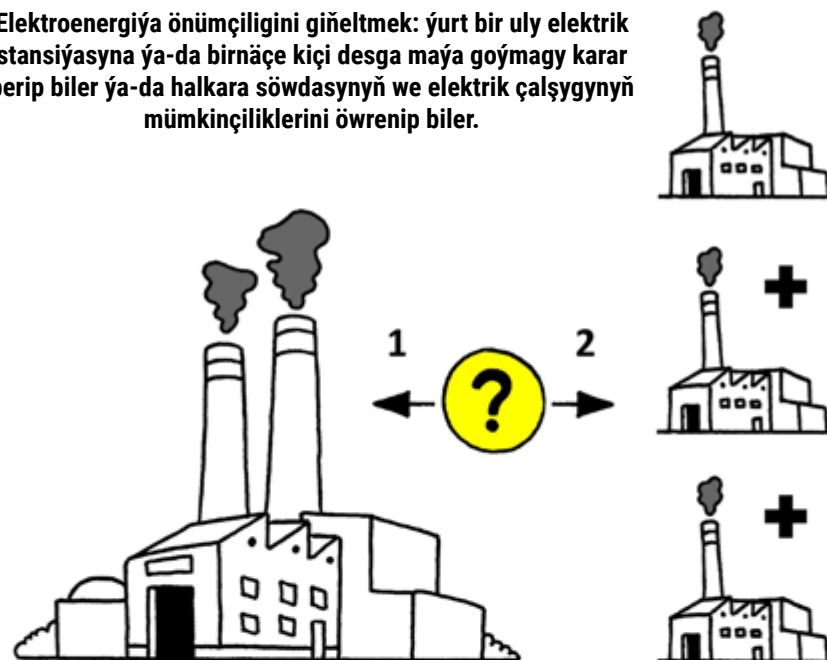 Elektroenergiýa önümçiligini giňeltmek: ýurt bir uly elektrik
stansiýasyna ýa-da birnäçe kiçi desga maýa goýmagy karar
berip biler ýa-da halkara söwdasynyň we elektrik çalşygynyň
mümkinçiliklerini öwrenip biler.
1
2
?
+
+